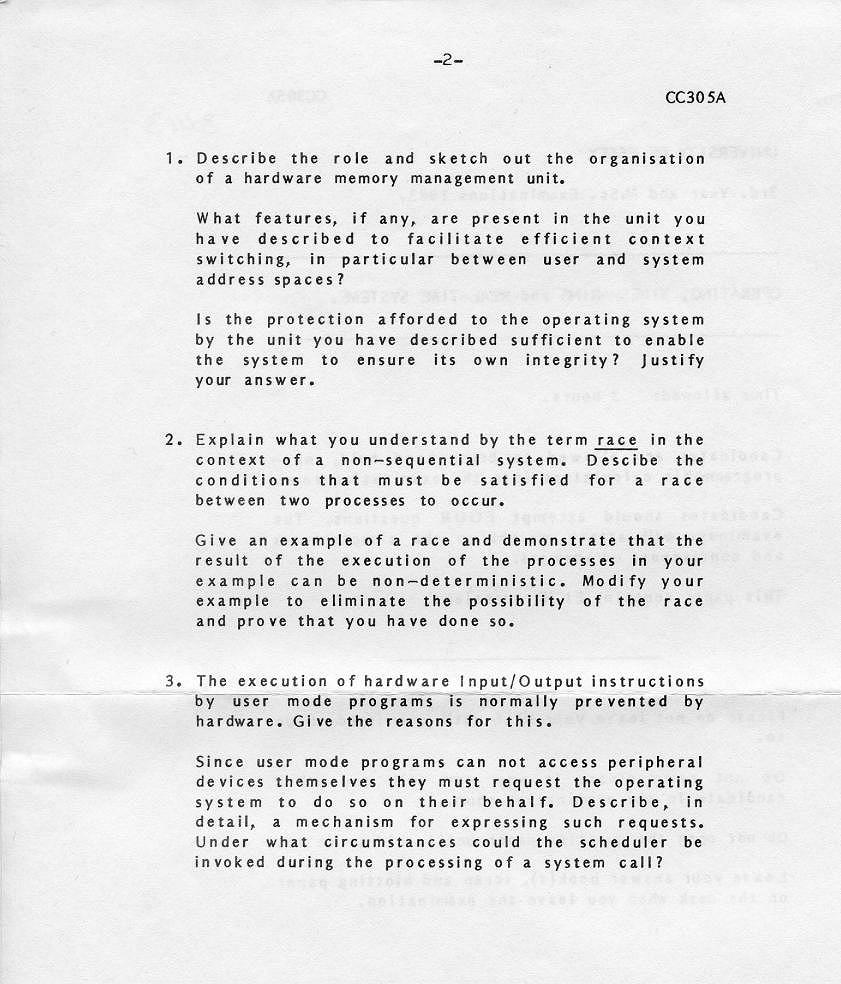 -2-
CC305A
1. Describe the role and sketch out the organisation
of a hardware memory management unit.
What features, if any, are present in the unit you
have described to facilitate efficient context
switching, in particular between user and system
address spaces?
Is the protection afforded to the operating system
by the unit you have described sufficient to enable
the system to ensure its own integrity? Justify
your answer.
2. Explain what you understand by the term race in the
context of a non-sequential system. Descibe the
conditions that must be satisfied for a race
between two processes to occur.
Give an example of a race and demonstrate that the
result of the execution of the processes in your
example can be non-deterministic. Modify your
example to eliminate the possibility of the race
and prove that you have done so.
3. The execution of hardware Input/Output instructions
by user mode programs is normally prevented by
hardware. Give the reasons for this.
Since user mode programs can not access peripheral
devices themselves they must request the operating
system to do so on their behalf. Describe, in
detail, a mechanism for expressing such requests.
Under what circumstances could the scheduler be
invoked during the processing of a system call?